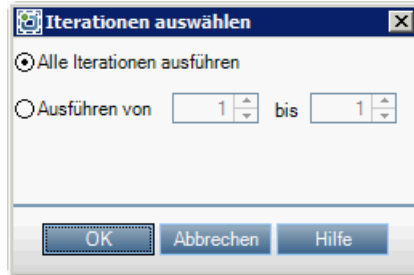 Iterationen auswählen
Alle Iterationen ausführen
Ausführen von 1 bis 1
OK Abbrechen Hilfe